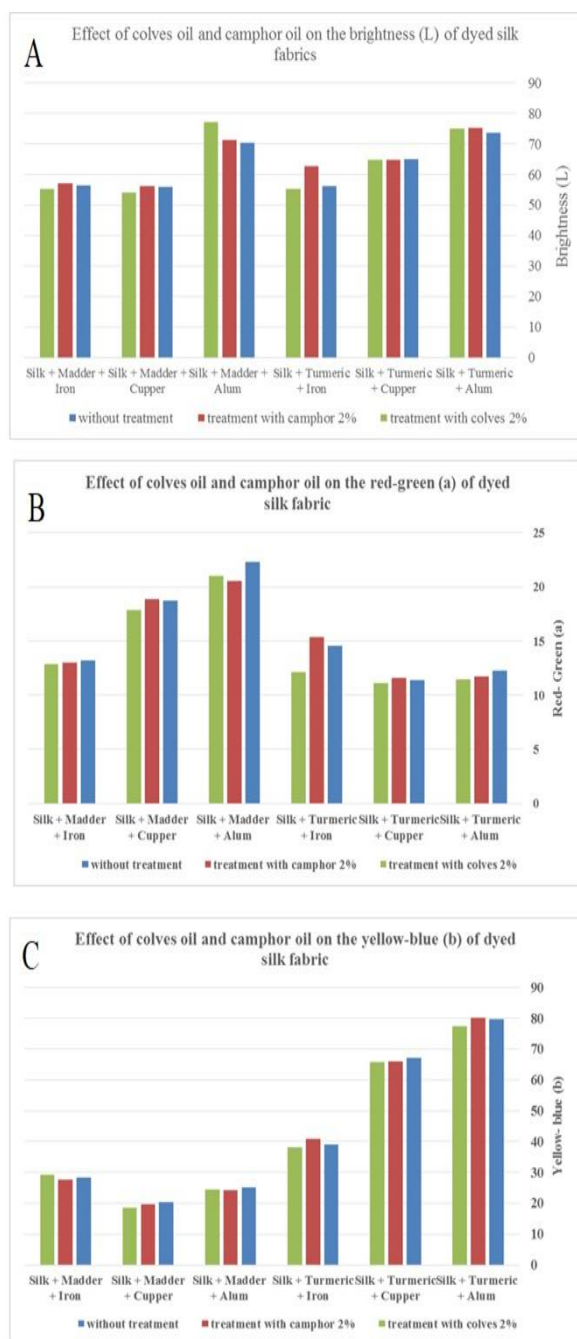 A
Effect of colves oil and camphor oil on the brightness (L) of dyed silk
fabrics
90
80
70
60
50
40
30
20
10
0
Brightness (L)
Silk + Madder + Silk + Madder + Silk + Madder + Silk + Turmeric Silk + Turmeric Silk + Turmeric
Iron Cupper Alum + Iron + Cupper + Alum
without treatment treatment with camphor 2% treatment with colves 2%
B
Effect of colves oil and camphor oil on the red-green (a) of dyed
silk fabric
25
20
15
10
5
0
Red- Green (a)
Silk + Madder Silk + Madder Silk + Madder Silk + Turmeric Silk + Turmeric Silk + Turmeric
+ Iron + Cupper + Alum + Iron + Cupper + Alum
without treatment treatment with camphor 2% treatment with colves 2%
C
Effect of colves oil and camphor oil on the yellow-blue (b) of dyed
silk fabric
90
80
70
60
50
40
30
20
10
0
Yellow- blue (b)
Silk + Madder Silk + Madder Silk + Madder Silk + Turmeric Silk + Turmeric Silk + Turmeric
+ Iron + Cupper + Alum + Iron + Cupper + Alum
without treatment treatment with camphor 2% treatment with colves 2%